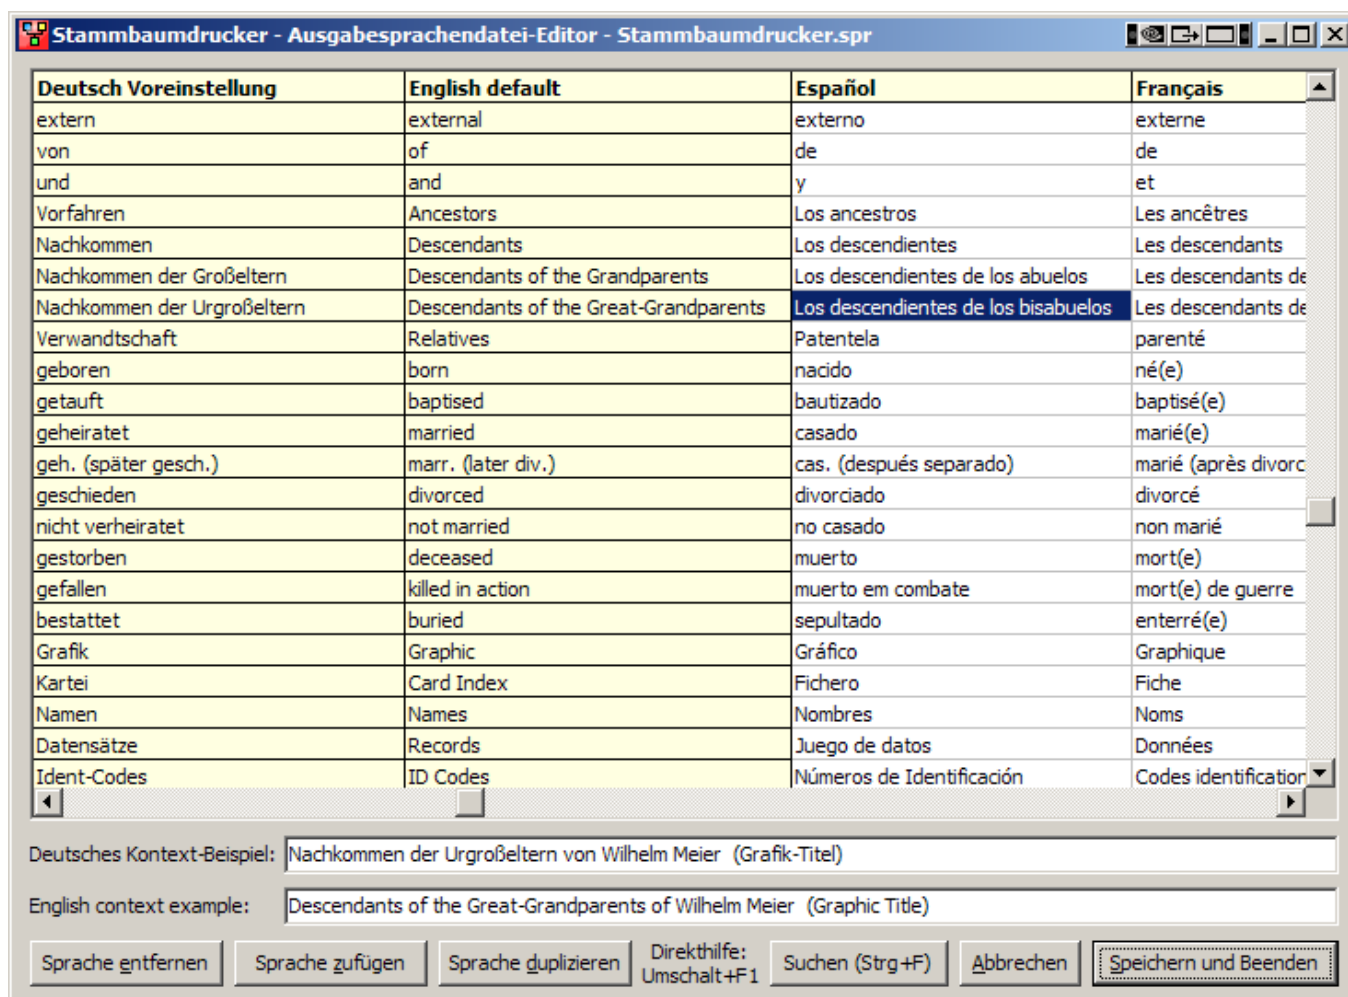 Stammbaumdrucker - Ausgabesprachendatei-Editor - Stammbaumdrucker.spr
Deutsch Voreinstellung English default Español Français
extern external externo externe
von of de de
und and y et
Vorfahren Ancestors Los ancestros Les ancêtres
Nachkommen Descendants Los descendientes Les descendants
Nachkommen der Großeltern Descendants of the Grandparents Los descendientes de los abuelos Les descendants de
Nachkommen der Urgroßeltern Descendants of the Great-Grandparents Los descendientes de los bisabuelos Les descendants de
Verwandtschaft Relatives Patentela parenté
geboren born nacido né(e)
getauft baptised bautizado baptisé(e)
geheiratet married casado marié(e)
geh. (später gesch.) marr. (later div.) cas. (después separado) marié (après divorc
geschieden divorced divorciado divorcé
nicht verheiratet not married no casado non marié
gestorben deceased muerto mort(e)
gefallen killed in action muerto em combate mort(e) de guerre
bestattet buried sepultado enterré(e)
Grafik Graphic Gráfico Graphique
Kartei Card Index Fichero Fiche
Namen Names Nombres Noms
Datensätze Records Juego de datos Données
Ident-Codes ID Codes Números de Identificación Codes identification
Deutsches Kontext-Beispiel: Nachkommen der Urgroßeltern von Wilhelm Meier (Grafik-Titel)
English context example: Descendants of the Great-Grandparents of Wilhelm Meier (Graphic Title)
Sprache entfernen Sprache zufügen Sprache duplizieren Direkthilfe: Umschalt+F1 Suchen (Strg+F) Abbrechen Speichern und Beenden